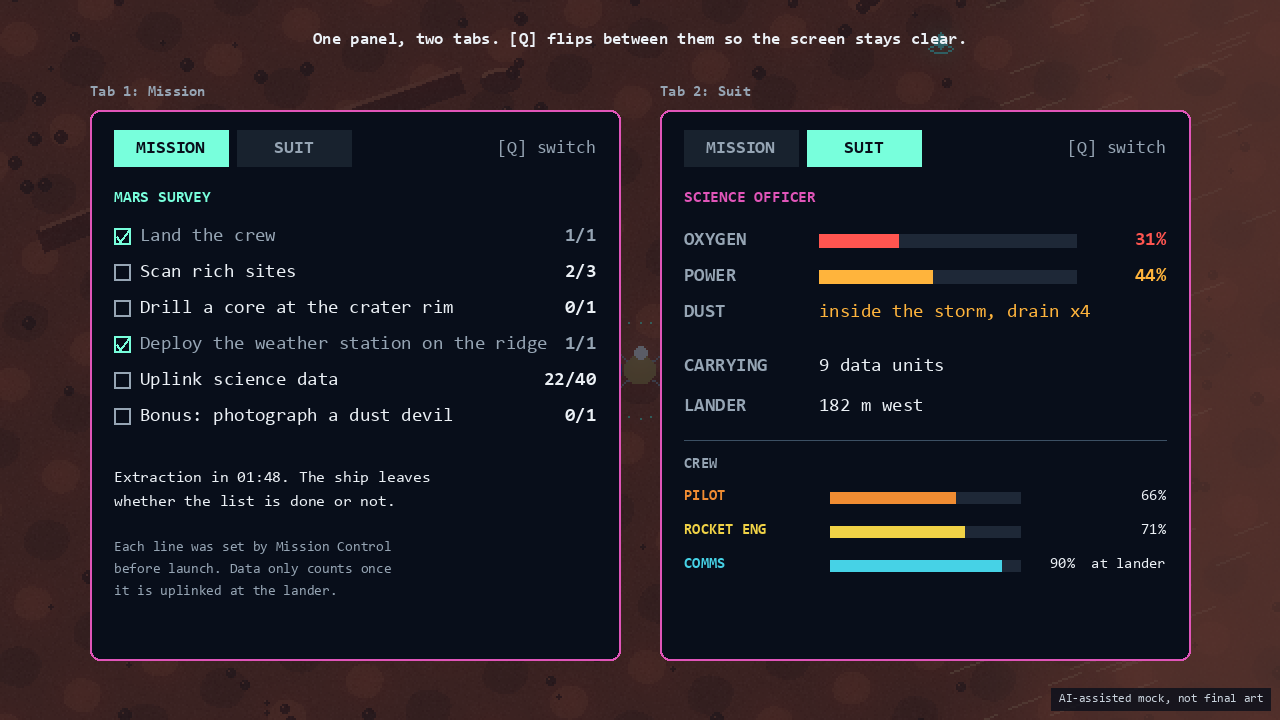 One panel, two tabs. [Q] flips between them so the screen stays clear.
Tab 1: Mission
MISSION SUIT [Q] switch
MARS SURVEY
Land the crew 1/1
Scan rich sites 2/3
Drill a core at the crater rim 0/1
Deploy the weather station on the ridge 1/1
Uplink science data 22/40
Bonus: photograph a dust devil 0/1
Extraction in 01:48. The ship leaves
whether the list is done or not.
Each line was set by Mission Control
before launch. Data only counts once
it is uplinked at the lander.
Tab 2: Suit
MISSION SUIT [Q] switch
SCIENCE OFFICER
OXYGEN 31%
POWER 44%
DUST inside the storm, drain x4
CARRYING 9 data units
LANDER 182 m west
CREW
PILOT 66%
ROCKET ENG 71%
COMMS 90% at lander
AI-assisted mock, not final art